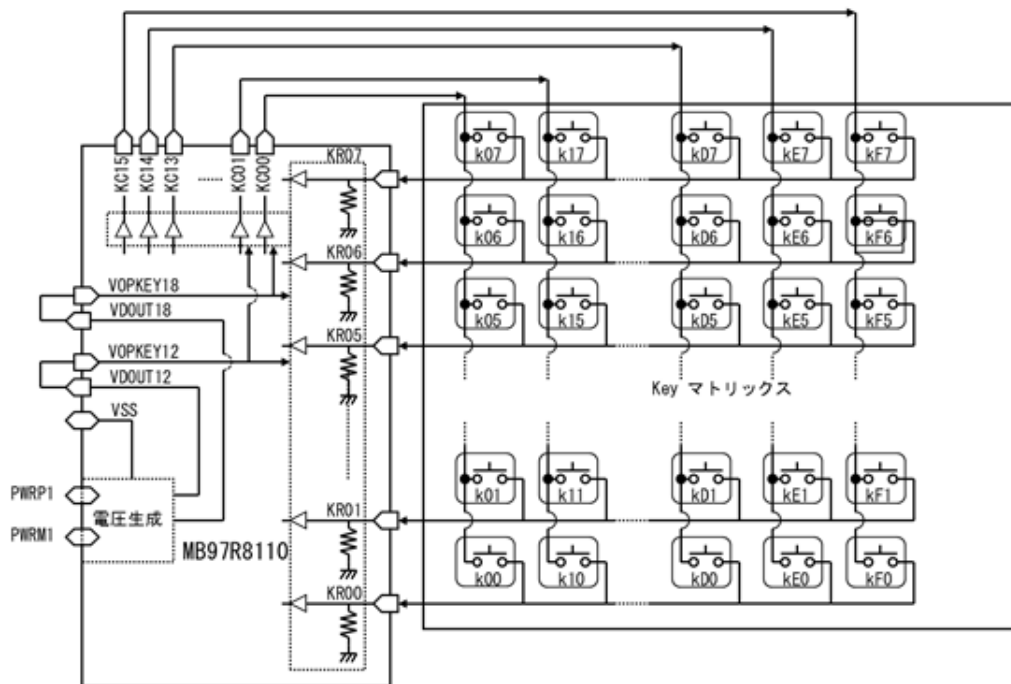 KC15
KC14
KC13
KC01
KC00
KR07
KR06
KR05
KR01
KR00
VOPKEY18
VDOUT18
VOPKEY12
VDOUT12
VSS
PWRP1
PWRM1
電圧生成
MB97R8110
k07 k17 kD7 kE7 kF7
k06 k16 kD6 kE6 kF6
k05 k15 kD5 kE5 kF5
Key マトリックス
k01 k11 kD1 kE1 kF1
k00 k10 kD0 kE0 kF0